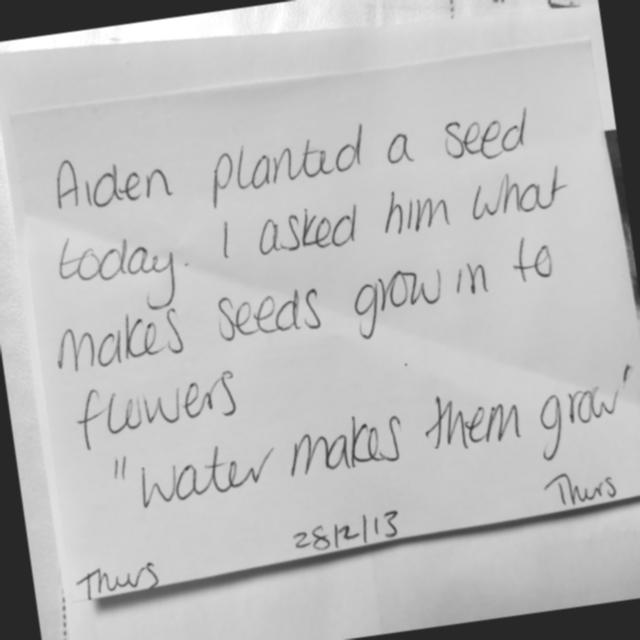 Aiden planted a seed
today. I asked him what
makes seeds grow in to
flowers
"water makes them grow"
Thurs
28/2/13
Thurs